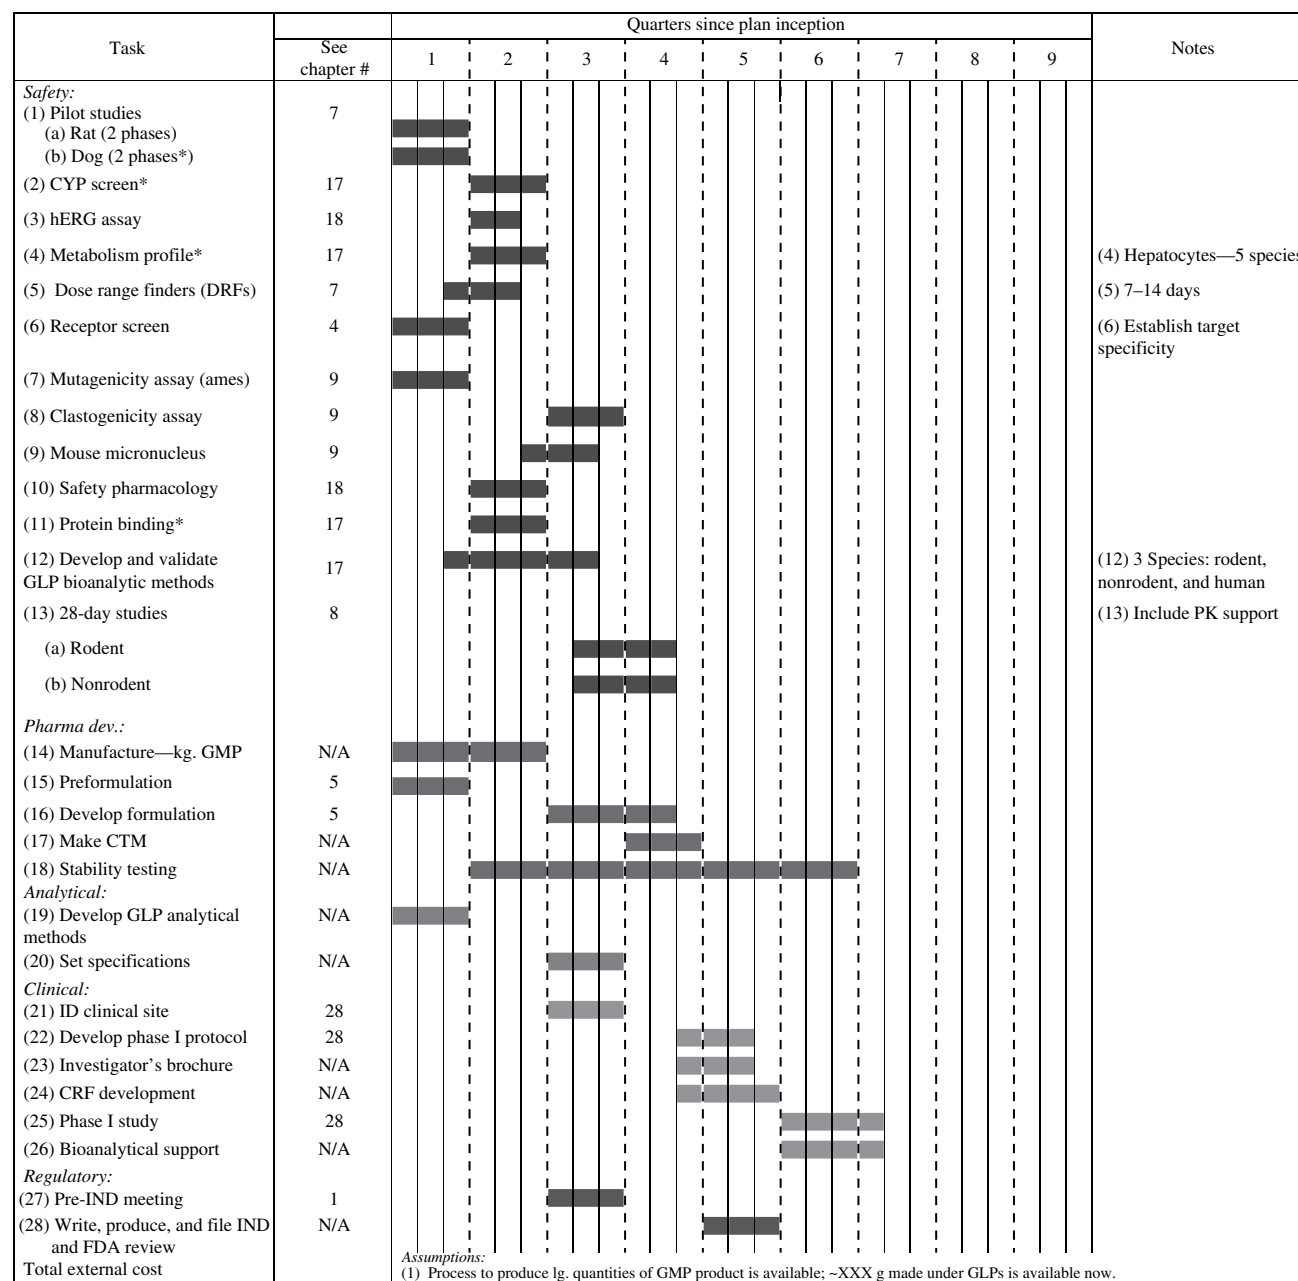 Task
See
chapter #
Quarters since plan inception
1 2 3 4 5 6 7 8 9
Notes
Safety:
(1) Pilot studies 7
(a) Rat (2 phases)
(b) Dog (2 phases*)
(2) CYP screen* 17
(3) hERG assay 18
(4) Metabolism profile* 17 (4) Hepatocytes—5 species
(5) Dose range finders (DRFs) 7 (5) 7–14 days
(6) Receptor screen 4 (6) Establish target
specificity
(7) Mutagenicity assay (ames) 9
(8) Clastogenicity assay 9
(9) Mouse micronucleus 9
(10) Safety pharmacology 18
(11) Protein binding* 17
(12) Develop and validate 17 (12) 3 Species: rodent,
GLP bioanalytic methods nonrodent, and human
(13) 28-day studies 8 (13) Include PK support
(a) Rodent
(b) Nonrodent
Pharma dev.:
(14) Manufacture—kg. GMP N/A
(15) Preformulation 5
(16) Develop formulation 5
(17) Make CTM N/A
(18) Stability testing N/A
Analytical:
(19) Develop GLP analytical N/A
methods
(20) Set specifications N/A
Clinical:
(21) ID clinical site 28
(22) Develop phase I protocol 28
(23) Investigator’s brochure N/A
(24) CRF development N/A
(25) Phase I study 28
(26) Bioanalytical support N/A
Regulatory:
(27) Pre-IND meeting 1
(28) Write, produce, and file IND N/A
and FDA review
Total external cost
Assumptions:
(1) Process to produce lg. quantities of GMP product is available; ~XXX g made under GLPs is available now.